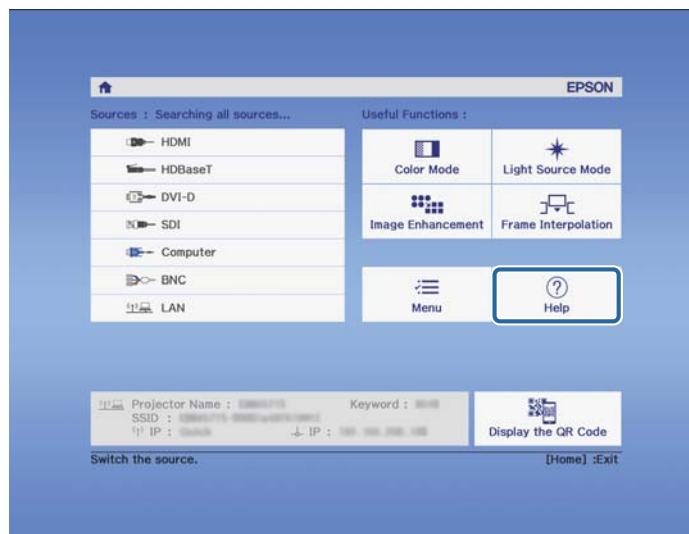 EPSON
Sources : Searching all sources...
HDMI
HDBaseT
DVI-D
SDI
Computer
BNC
LAN
Useful Functions :
Color Mode
Light Source Mode
Image Enhancement
Frame Interpolation
Menu
Help
Projector Name :
Keyword :
SSID :
IP :
IP :
Display the QR Code
Switch the source.
[Home] :Exit